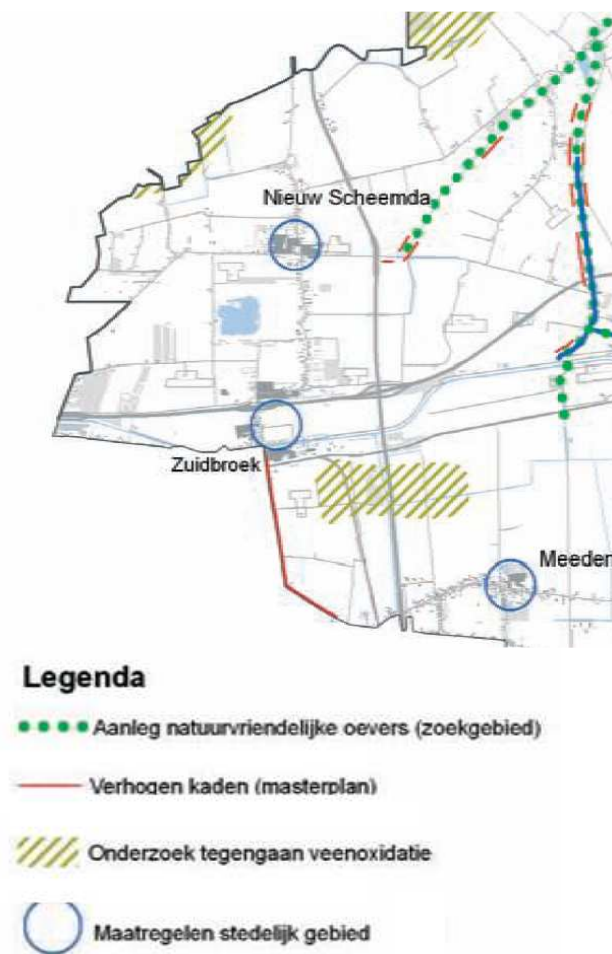 Nieuw Scheemda
Zuidbroek
Meeden
Legenda
Aanleg natuurvriendelijke oevers (zoekgebied)
Verhogen kaden (masterplan)
Onderzoek tegengaan veenoxidatie
Maatregelen stedelijk gebied